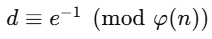 d ≡ e⁻¹ (mod φ(n))